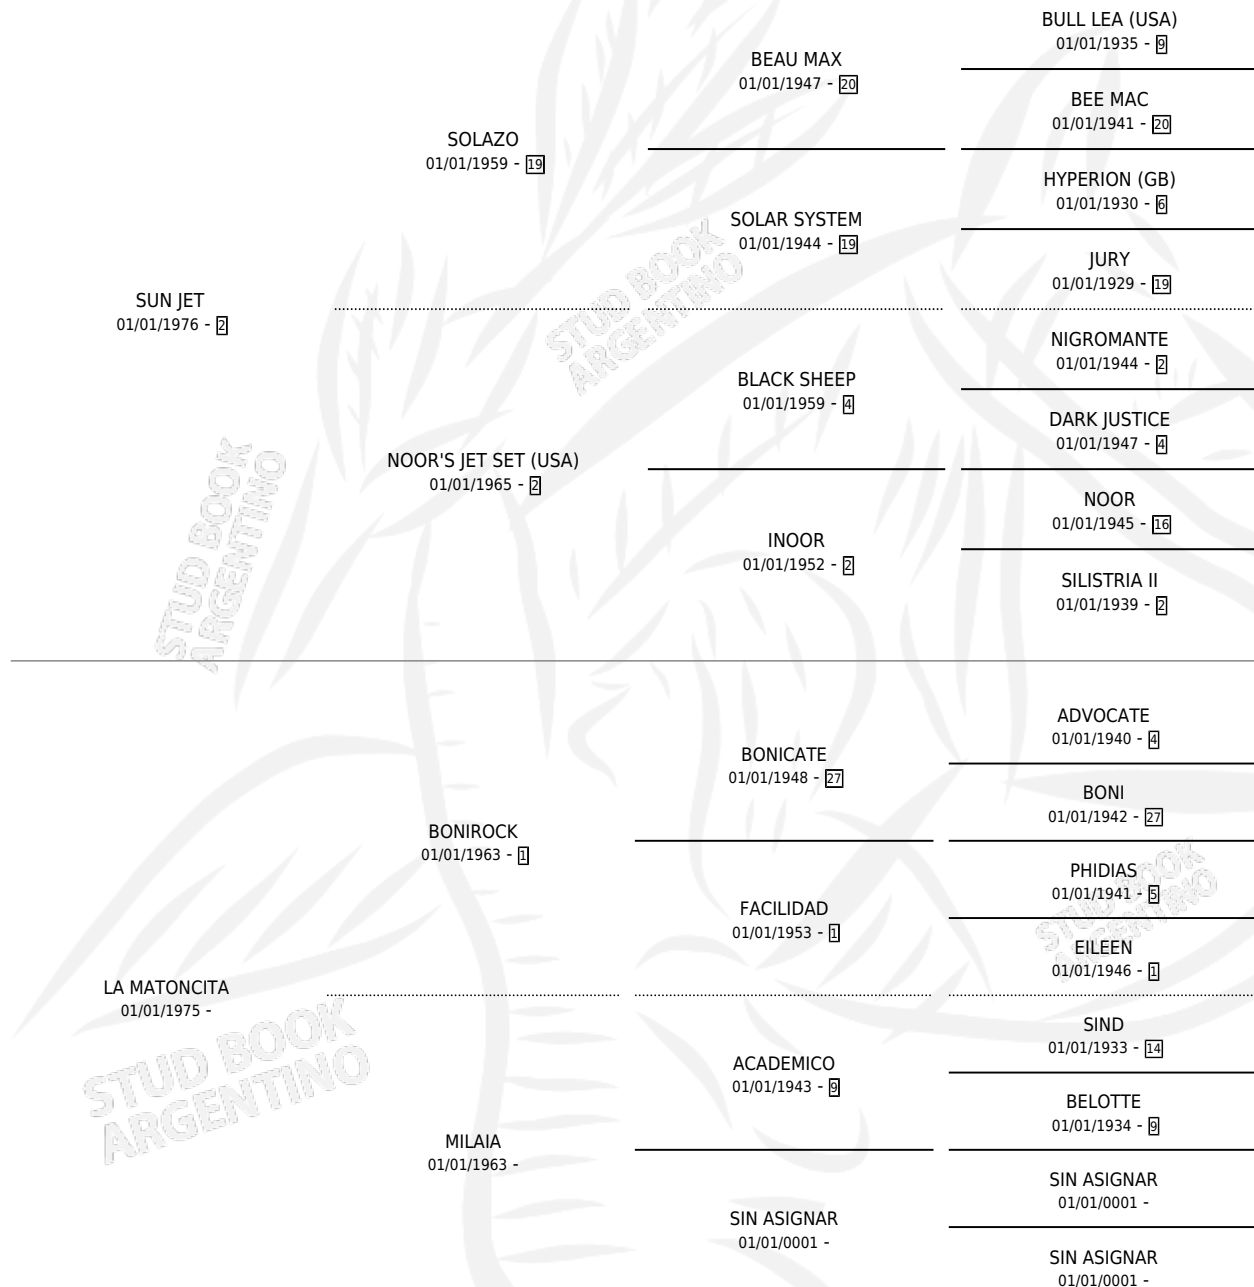 BULL LEA (USA)
01/01/1935 - 9
BEAU MAX
01/01/1947 - 20
BEE MAC
01/01/1941 - 20
SOLAZO
01/01/1959 - 19
HYPERION (GB)
01/01/1930 - 6
SOLAR SYSTEM
01/01/1944 - 19
JURY
01/01/1929 - 19
SUN JET
01/01/1976 - 2
NIGROMANTE
01/01/1944 - 2
BLACK SHEEP
01/01/1959 - 4
DARK JUSTICE
01/01/1947 - 4
NOOR'S JET SET (USA)
01/01/1965 - 2
NOOR
01/01/1945 - 16
INOOR
01/01/1952 - 2
SILISTRIA II
01/01/1939 - 2
ADVOCATE
01/01/1940 - 4
BONICATE
01/01/1948 - 27
BONI
01/01/1942 - 27
BONIROCK
01/01/1963 - 1
PHIDIAS
01/01/1941 - 5
FACILIDAD
01/01/1953 - 1
EILEEN
01/01/1946 - 1
LA MATONCITA
01/01/1975 -
SIND
01/01/1933 - 14
ACADEMICO
01/01/1943 - 9
BELOTTE
01/01/1934 - 9
MILAIA
01/01/1963 -
SIN ASIGNAR
01/01/0001 -
SIN ASIGNAR
01/01/0001 -
SIN ASIGNAR
01/01/0001 -
STUD BOOK
ARGENTINO
STUD BOOK
ARGENTINO
STUD BOOK
ARGENTINO
STUD BOOK
ARGENTINO